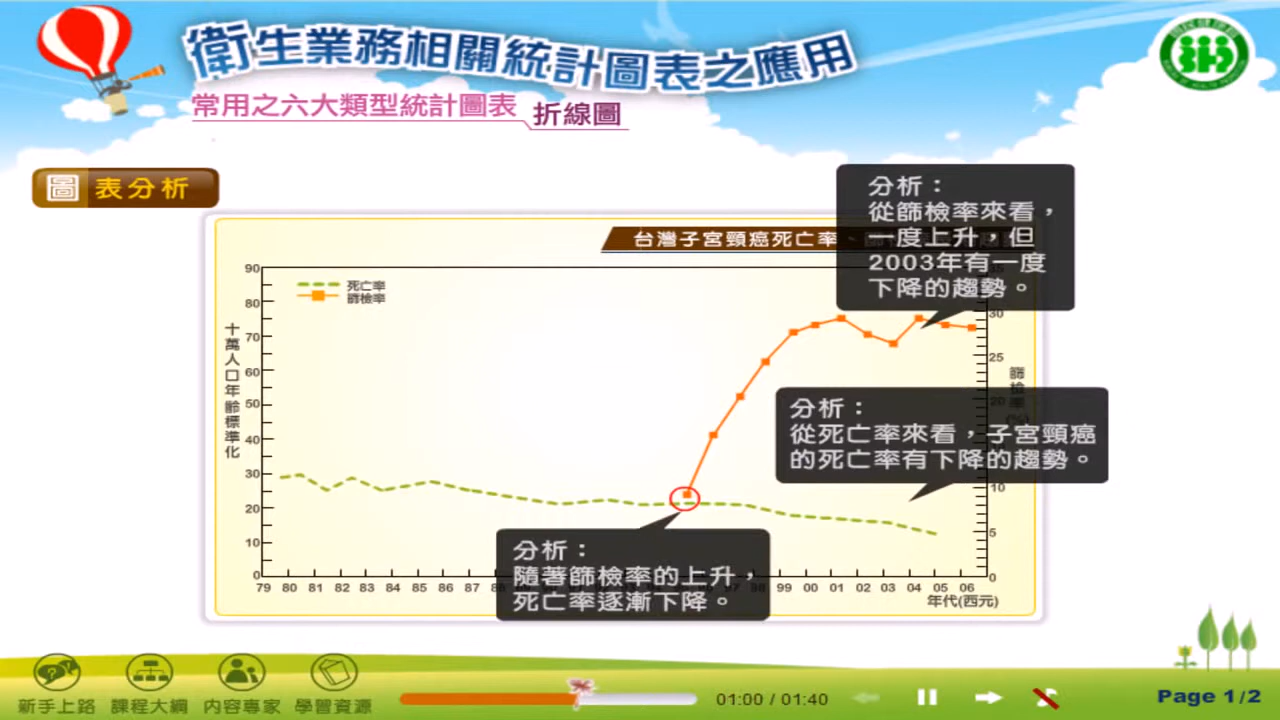 衛生業務相關統計圖表之應用
常用之六大類型統計圖表
折線圖
圖表分析
台灣子宮頸癌死亡率、
死亡率
篩檢率
十萬人口年齡標準化
90
80
70
60
50
40
30
20
10
0
30
25
20
10
5
0
篩檢率(%)
79 80 81 82 83 84 85 86 87 88 97 98 99 00 01 02 03 04 05 06
年代(西元)
分析：
從篩檢率來看，
一度上升，但
2003年有一度
下降的趨勢。
分析：
從死亡率來看，子宮頸癌
的死亡率有下降的趨勢。
分析：
隨著篩檢率的上升，
死亡率逐漸下降。
新手上路
課程大綱
內容專家
學習資源
01:00 / 01:40
Page 1/2